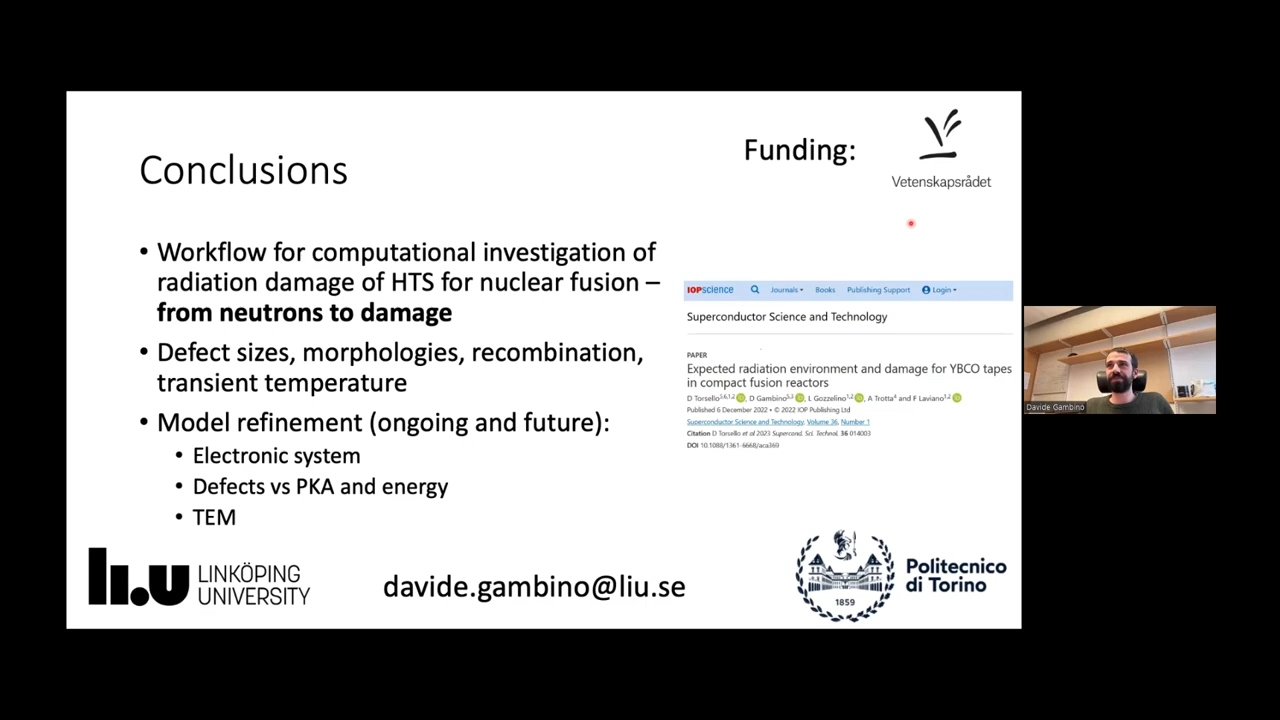 Conclusions
Funding:
Vetenskapsrådet
• Workflow for computational investigation of
radiation damage of HTS for nuclear fusion –
from neutrons to damage
• Defect sizes, morphologies, recombination,
transient temperature
• Model refinement (ongoing and future):
• Electronic system
• Defects vs PKA and energy
• TEM
IOPscience Journals Books Publishing Support Login
Superconductor Science and Technology
PAPER
Expected radiation environment and damage for YBCO tapes
in compact fusion reactors
D Torsello, D Gambino, L Gozzelino, A Trotta and F Laviano
Published 6 December 2022 • © 2022 IOP Publishing Ltd
Superconductor Science and Technology, Volume 36, Number 1
Citation D Torsello et al 2023 Supercond. Sci. Technol. 36 014003
DOI 10.1088/1361-6668/aca369
Davide Gambino
LI.U LINKÖPING
UNIVERSITY
davide.gambino@liu.se
1859
Politecnico
di Torino